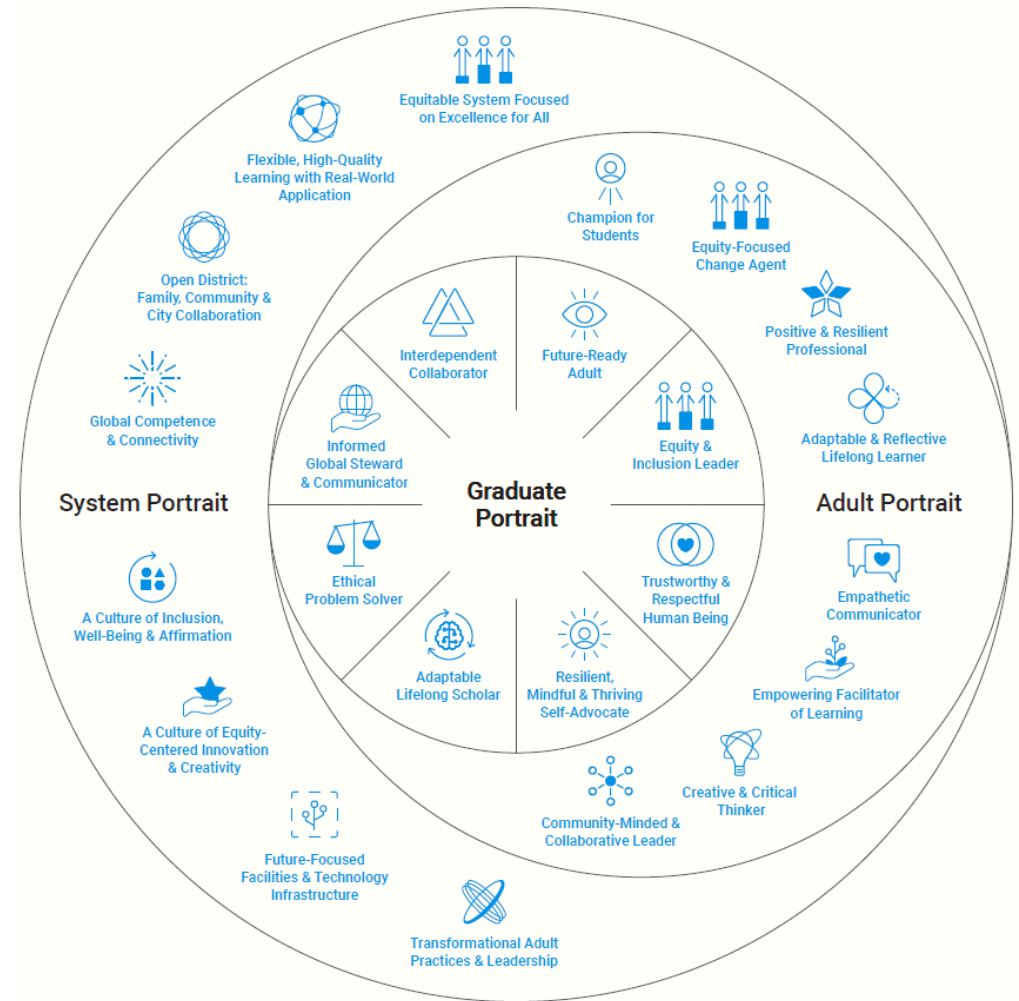 Equitable System Focused
on Excellence for All
Flexible, High-Quality
Learning with Real-World
Application
Open District:
Family, Community &
City Collaboration
Global Competence
& Connectivity
System Portrait
A Culture of Inclusion,
Well-Being & Affirmation
A Culture of Equity-
Centered Innovation
& Creativity
Future-Focused
Facilities & Technology
Infrastructure
Transformational Adult
Practices & Leadership
Champion for
Students
Equity-Focused
Change Agent
Positive & Resilient
Professional
Adaptable & Reflective
Lifelong Learner
Adult Portrait
Empathetic
Communicator
Empowering Facilitator
of Learning
Creative & Critical
Thinker
Community-Minded &
Collaborative Leader
Interdependent
Collaborator
Future-Ready
Adult
Informed
Global Steward
& Communicator
Equity &
Inclusion Leader
Graduate
Portrait
Ethical
Problem Solver
Trustworthy &
Respectful
Human Being
Adaptable
Lifelong Scholar
Resilient,
Mindful & Thriving
Self-Advocate